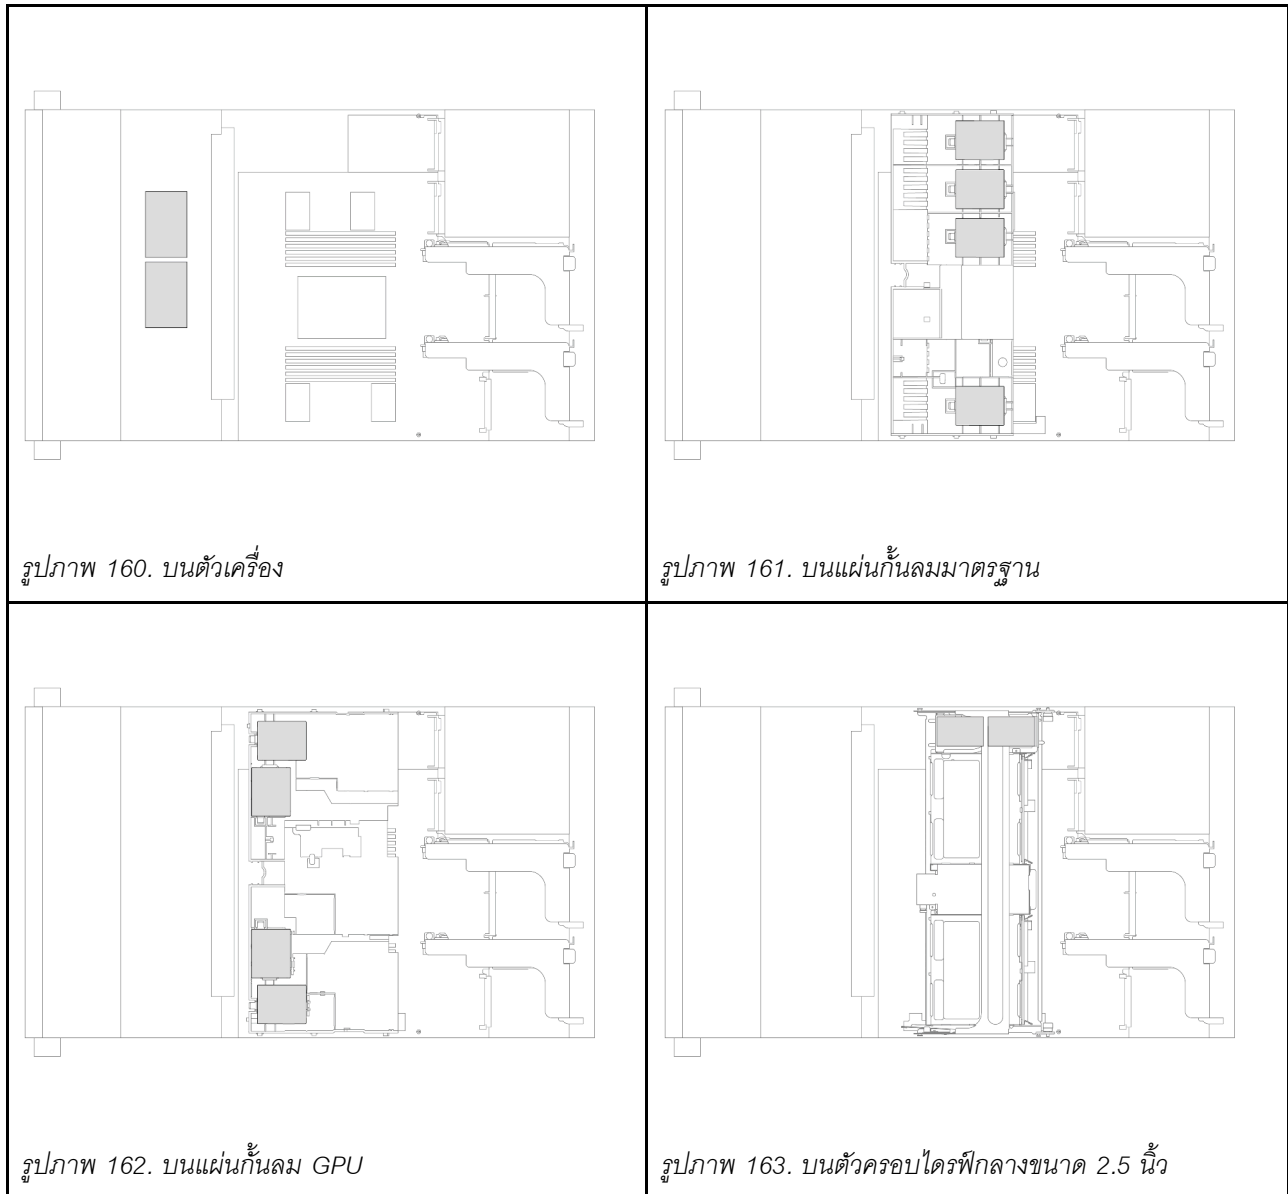 รูปภาพ 160. บนตัวเครื่อง
รูปภาพ 161. บนแผ่นกั้นลมมาตรฐาน
รูปภาพ 162. บนแผ่นกั้นลม GPU
รูปภาพ 163. บนตัวครอบไดรฟ์กลางขนาด 2.5 นิ้ว